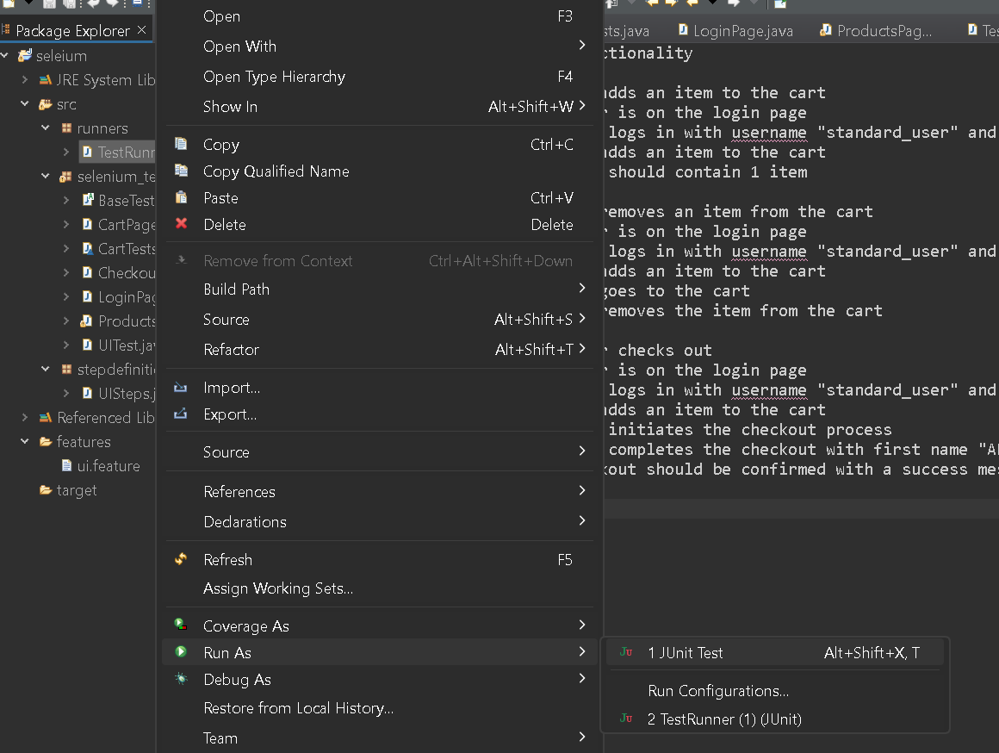 Package Explorer
seleium
JRE System Lib
src
runners
TestRunn
selenium_te
BaseTest
CartPage
CartTests
Checkou
LoginPag
Products
UITest.jav
stepdefiniti
UISteps.j
Referenced Lib
features
ui.feature
target
Open F3
Open With
Open Type Hierarchy F4
Show In Alt+Shift+W
Copy Ctrl+C
Copy Qualified Name
Paste Ctrl+V
Delete Delete
Remove from Context Ctrl+Alt+Shift+Down
Build Path
Source Alt+Shift+S
Refactor Alt+Shift+T
Import...
Export...
Source
References
Declarations
Refresh F5
Assign Working Sets...
Coverage As
Run As
Debug As
Restore from Local History...
Team
1 JUnit Test Alt+Shift+X, T
Run Configurations...
2 TestRunner (1) (JUnit)
sts.java LoginPage.java ProductsPag... Tes
ctionality
adds an item to the cart
r is on the login page
logs in with username "standard_user" and
adds an item to the cart
should contain 1 item
removes an item from the cart
r is on the login page
logs in with username "standard_user" and
adds an item to the cart
goes to the cart
removes the item from the cart
r checks out
r is on the login page
logs in with username "standard_user" and
adds an item to the cart
initiates the checkout process
completes the checkout with first name "Al
kout should be confirmed with a success mes